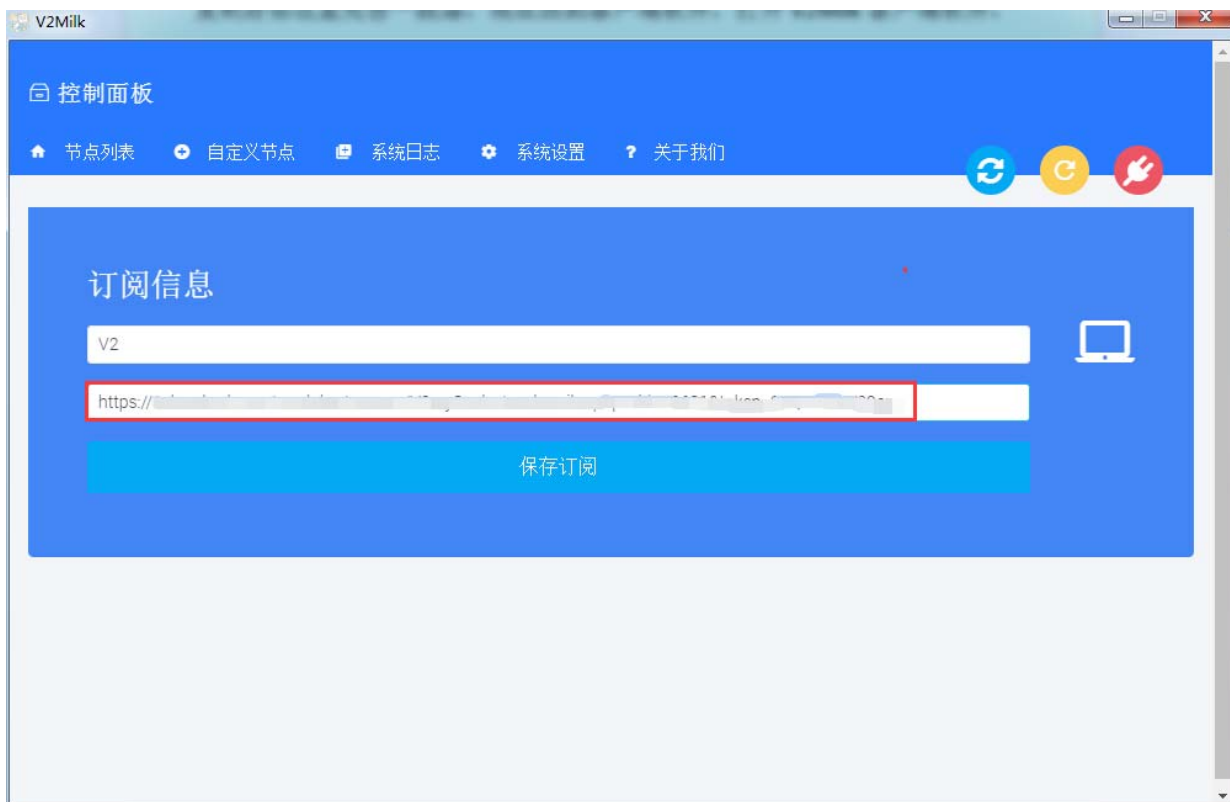 V2Milk
控制面板
节点列表 自定义节点 系统日志 系统设置 ? 关于我们
订阅信息
V2
https://
保存订阅